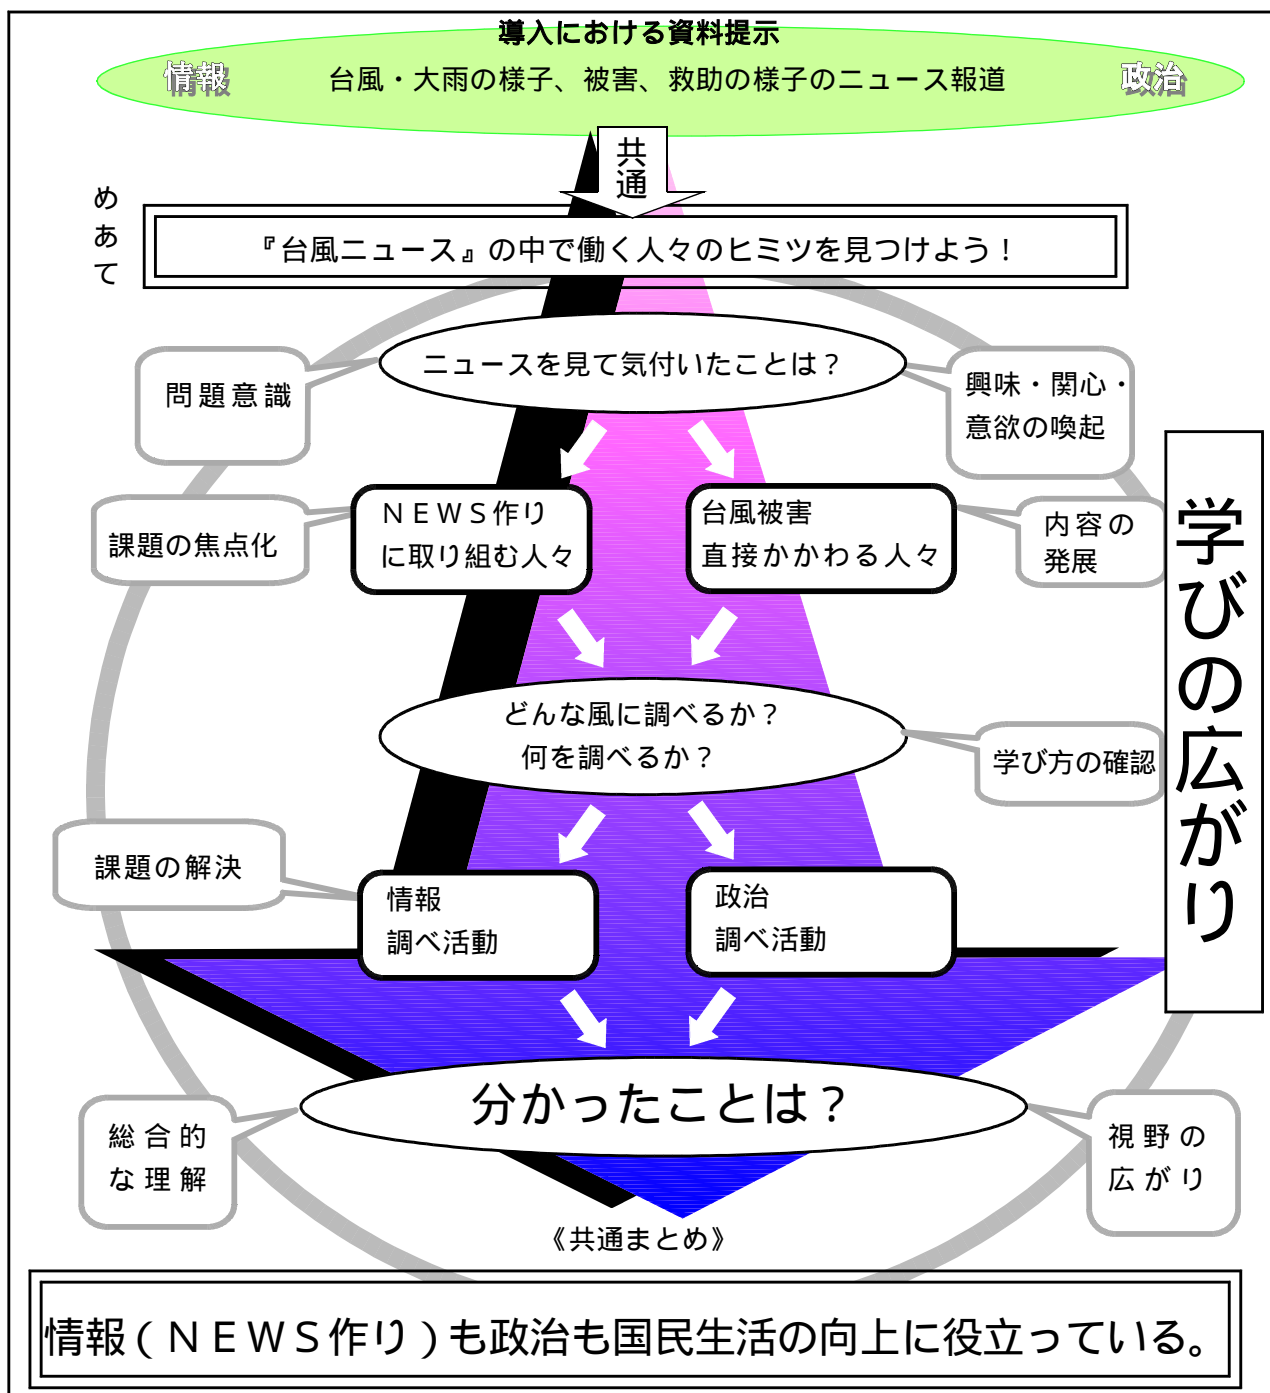 導入における資料提示
情報
台風・大雨の様子、被害、救助の様子のニュース報道
政治
共通
めあて
『台風ニュース』の中で働く人々のヒミツを見つけよう！
ニュースを見て気付いたことは？
問題意識
興味・関心・
意欲の喚起
ＮＥＷＳ作り
に取り組む人々
台風被害
直接かかわる人々
課題の焦点化
内容の
発展
学びの広がり
どんな風に調べるか？
何を調べるか？
学び方の確認
課題の解決
情報
調べ活動
政治
調べ活動
分かったことは？
総合的
な理解
視野の
広がり
《共通まとめ》
情報（ＮＥＷＳ作り）も政治も国民生活の向上に役立っている。